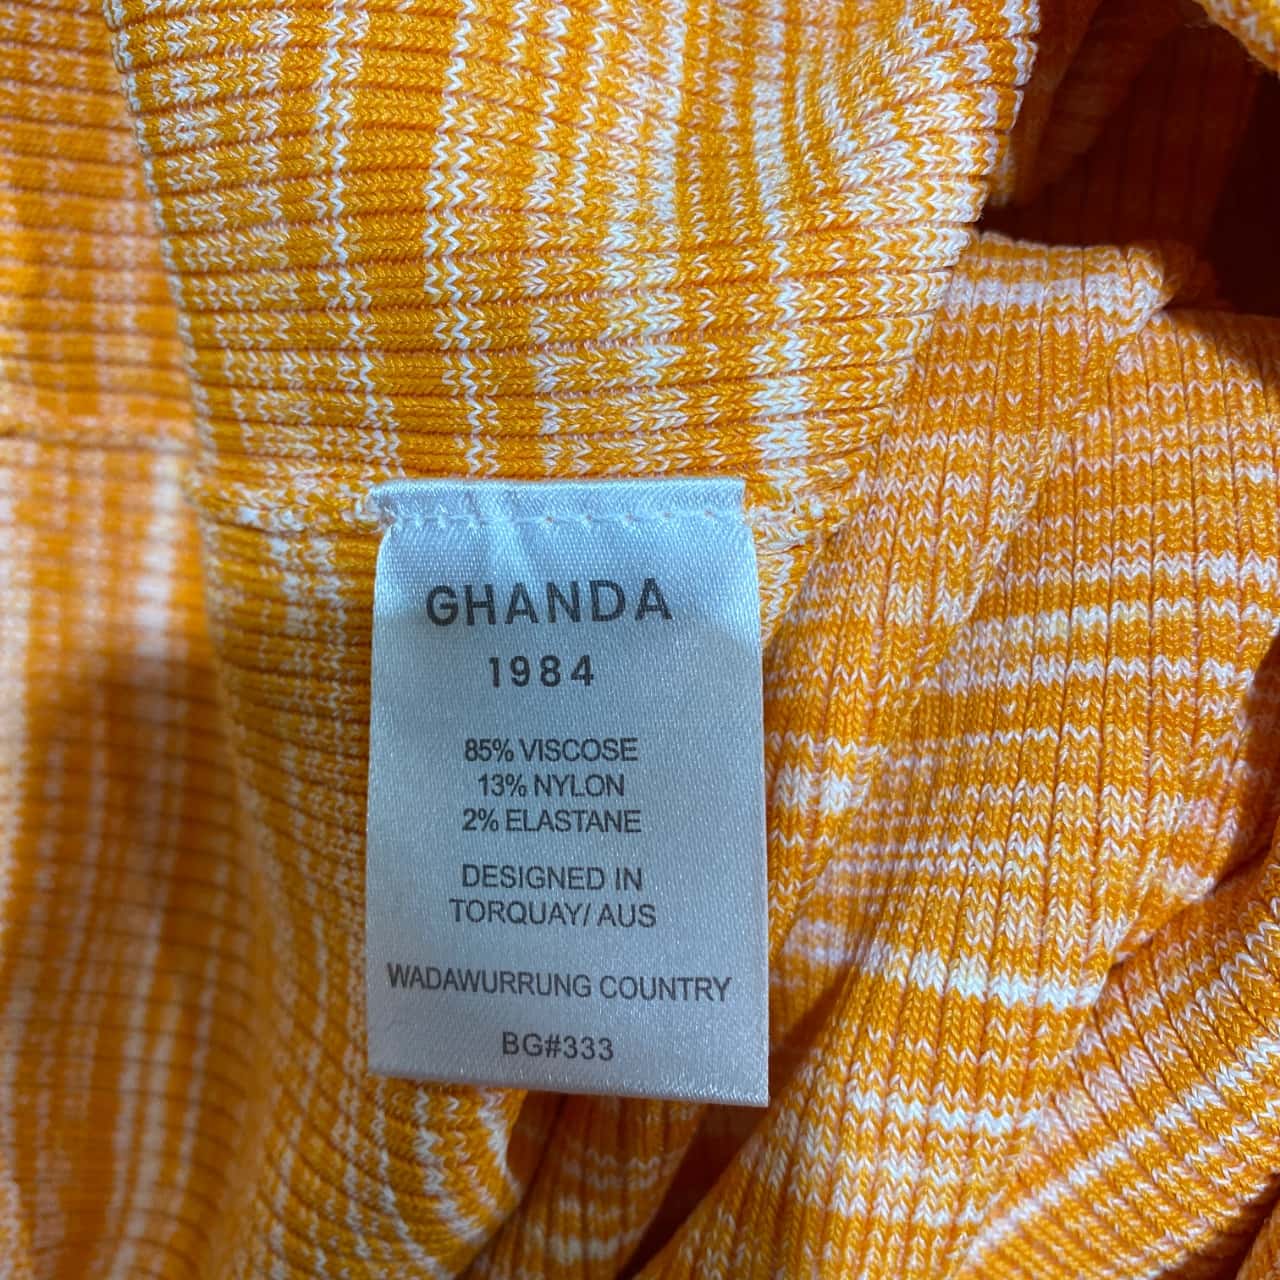 GHANDA
1984
85% VISCOSE
13% NYLON
2% ELASTANE
DESIGNED IN
TORQUAY/ AUS
WADAWURRUNG COUNTRY
BG#333